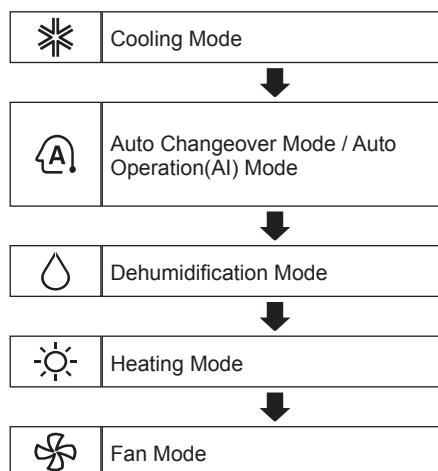 Cooling Mode
A
Auto Changeover Mode / Auto
Operation(AI) Mode
Dehumidification Mode
Heating Mode
Fan Mode